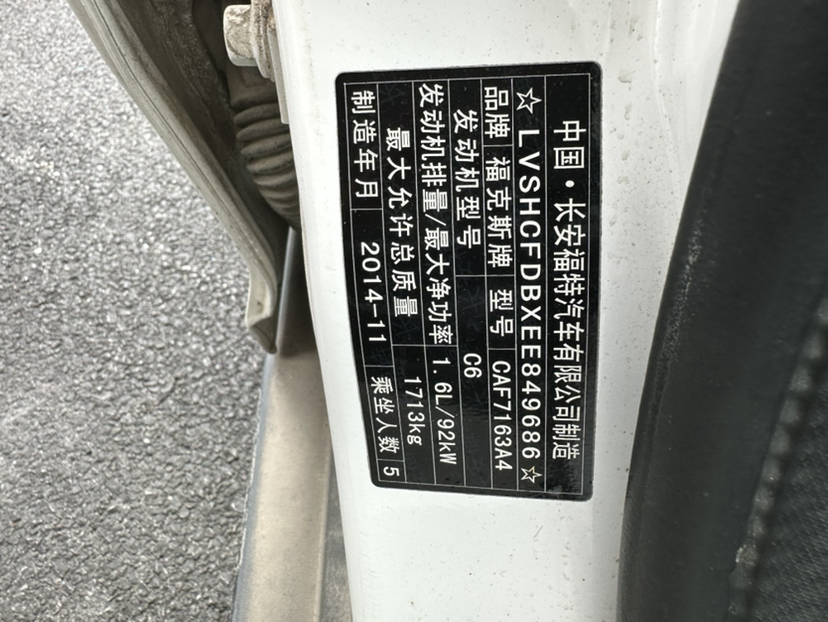 中国·长安福特汽车有限公司制造
☆LVSHCFDBXEE849686☆
品牌 福克斯牌 型号 CAF7163A4
发动机型号 C6
发动机排量/最大净功率 1.6L/92kW
最大允许总质量 1713kg
制造年月 2014-11 乘坐人数 5